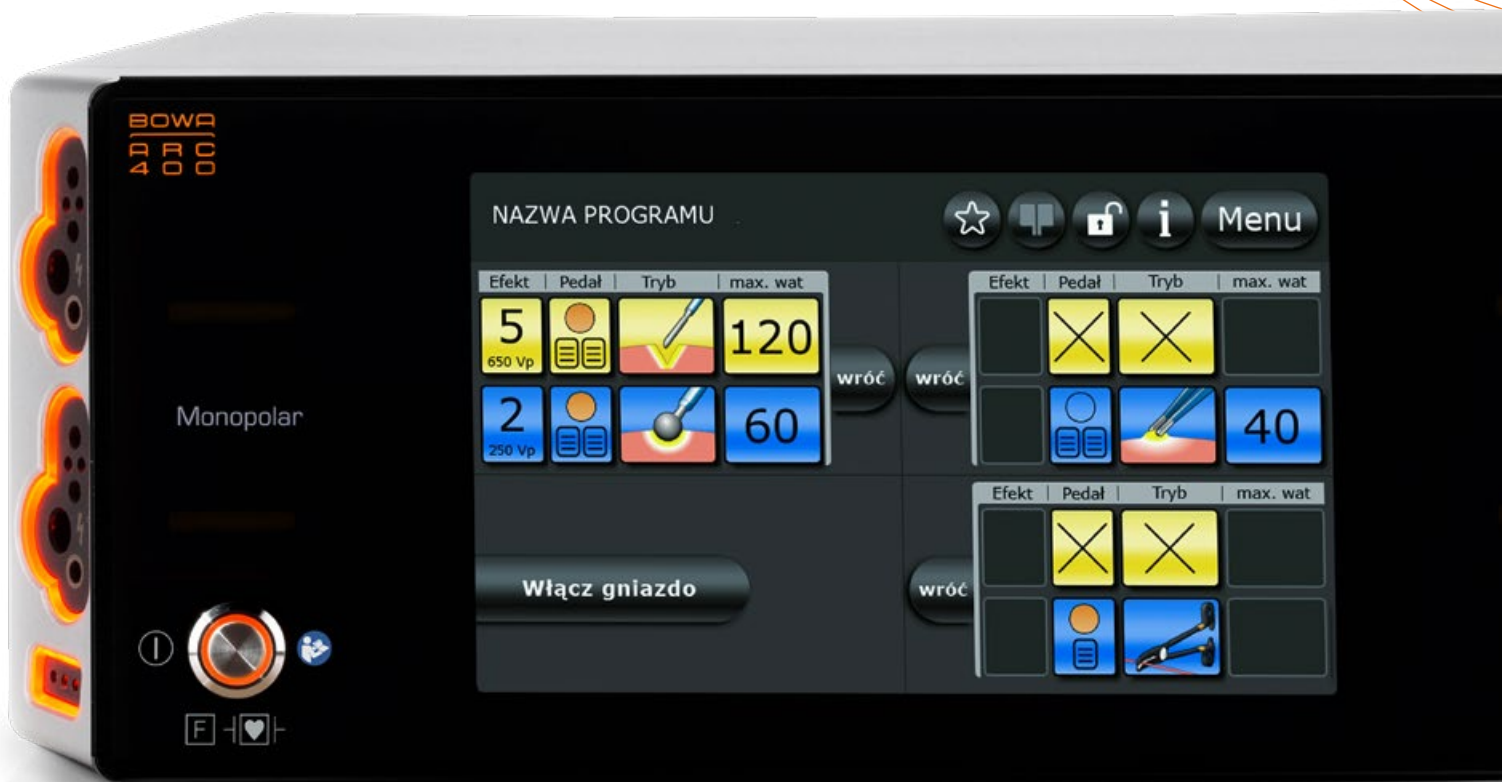 BOWA
ARC
400
NAZWA PROGRAMU
i
Menu
Efekt Pedał Tryb max. wat
5
650 Vp
120
2
250 Vp
60
wróć
wróć
Efekt Pedał Tryb max. wat
40
Monopolar
Włącz gniazdo
wróć
Efekt Pedał Tryb max. wat
F